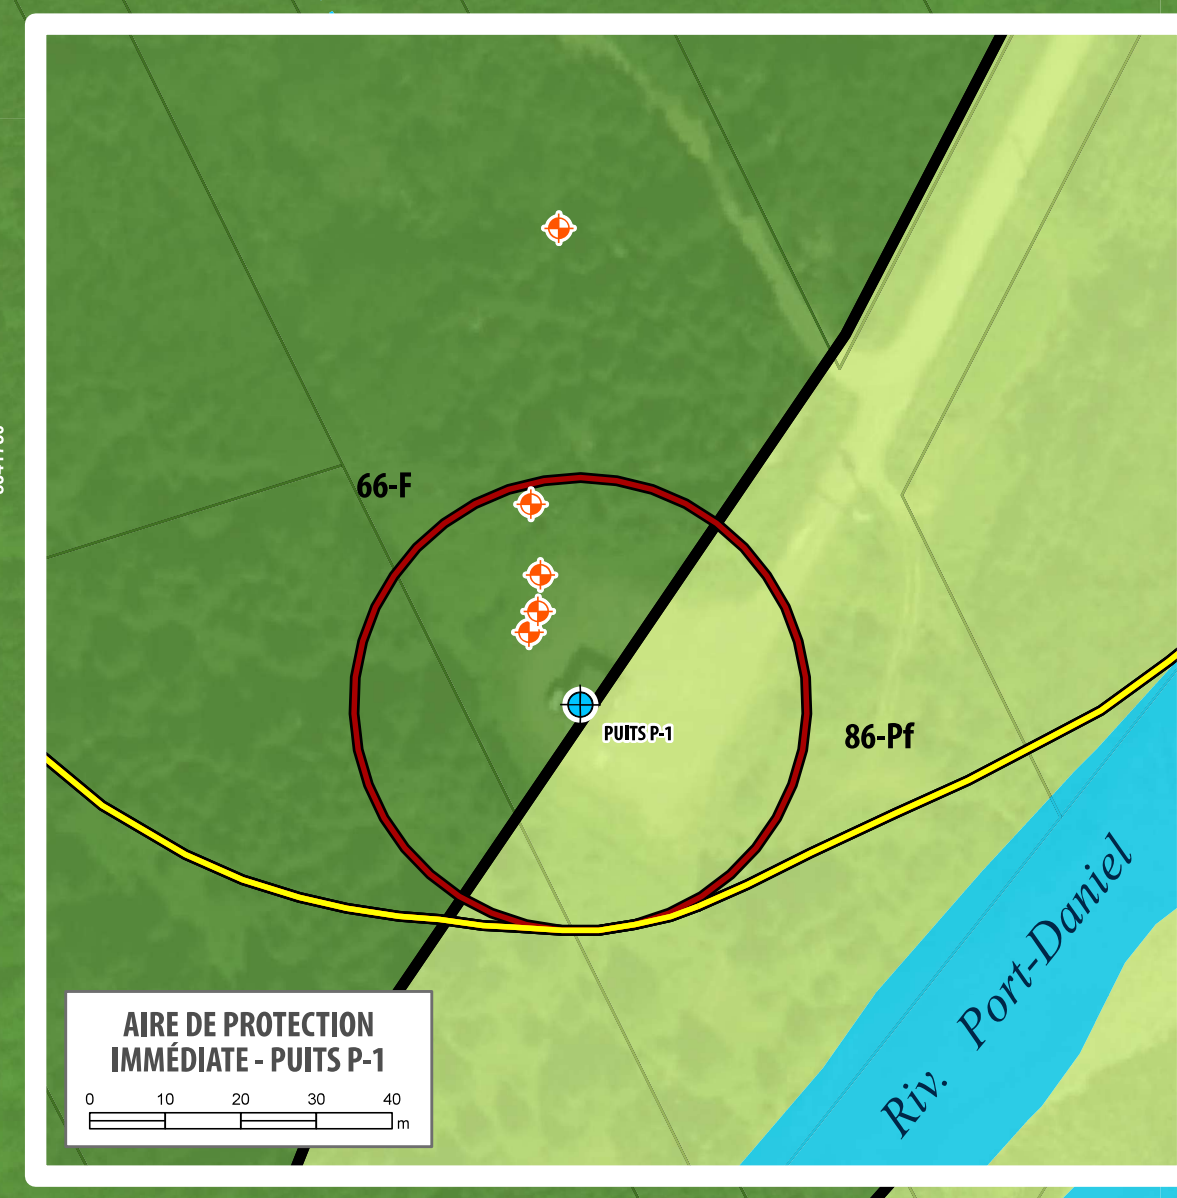 66-F
PUITS P-1
86-Pf
Riv. Port-Daniel
AIRE DE PROTECTION
IMMÉDIATE - PUITS P-1
0 10 20 30 40
m